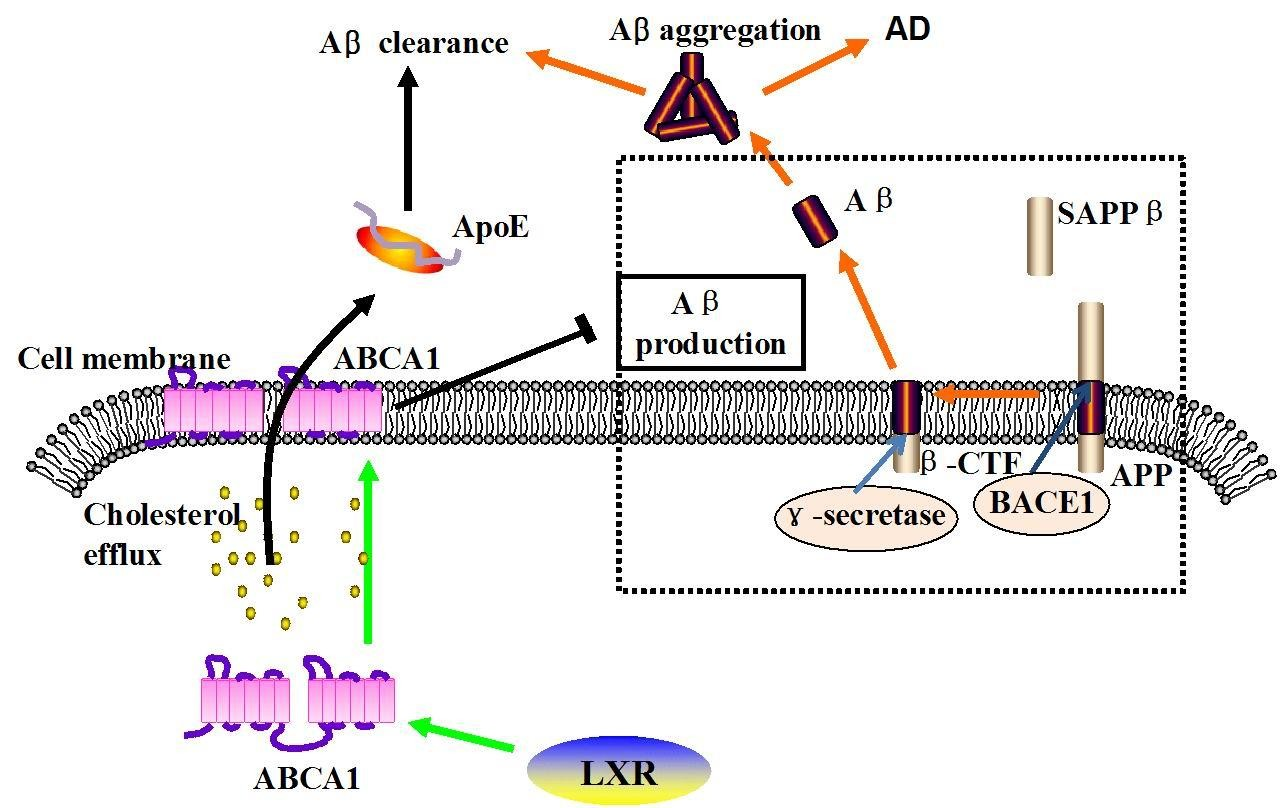 Aβ clearance
Aβ aggregation
AD
ApoE
A β
SAPP β
A β
production
Cell membrane
ABCA1
β -CTF
APP
γ -secretase
BACE1
Cholesterol
efflux
ABCA1
LXR